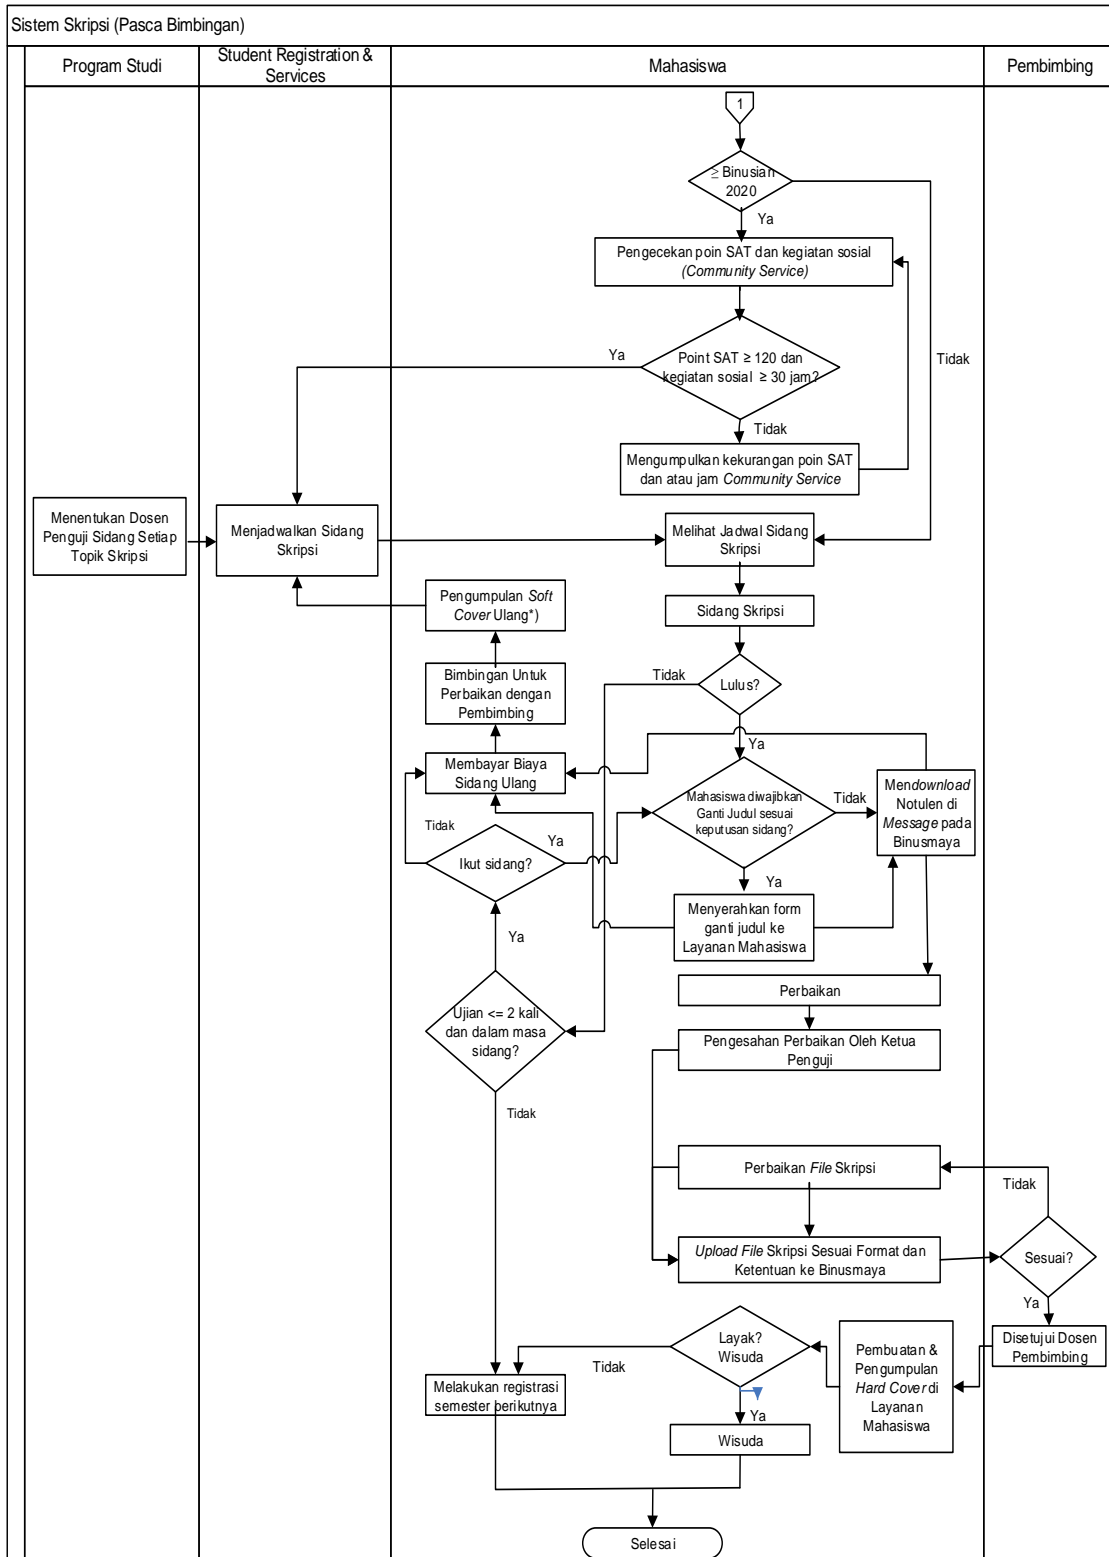 Sistem Skripsi (Pasca Bimbingan)
Program Studi
Student Registration &
Services
Mahasiswa
Pembimbing
1
≥ Binusian
2020
Ya
Tidak
Pengecekan poin SAT dan kegiatan sosial
(Community Service)
Point SAT ≥ 120 dan
kegiatan sosial ≥ 30 jam?
Ya
Tidak
Mengumpulkan kekurangan poin SAT
dan atau jam Community Service
Menentukan Dosen
Penguji Sidang Setiap
Topik Skripsi
Menjadwalkan Sidang
Skripsi
Melihat Jadwal Sidang
Skripsi
Pengumpulan Soft
Cover Ulang*)
Sidang Skripsi
Bimbingan Untuk
Perbaikan dengan
Pembimbing
Tidak
Lulus?
Ya
Membayar Biaya
Sidang Ulang
Mahasiswa diwajibkan
Ganti Judul sesuai
keputusan sidang?
Tidak
Mendownload
Notulen di
Message pada
Binusmaya
Tidak
Ikut sidang?
Ya
Ya
Menyerahkan form
ganti judul ke
Layanan Mahasiswa
Ya
Perbaikan
Ujian <= 2 kali
dan dalam masa
sidang?
Pengesahan Perbaikan Oleh Ketua
Penguji
Tidak
Perbaikan File Skripsi
Tidak
Upload File Skripsi Sesuai Format dan
Ketentuan ke Binusmaya
Sesuai?
Ya
Disetujui Dosen
Pembimbing
Pembuatan &
Pengumpulan
Hard Cover di
Layanan
Mahasiswa
Layak?
Wisuda
Tidak
Melakukan registrasi
semester berikutnya
Ya
Wisuda
Selesai